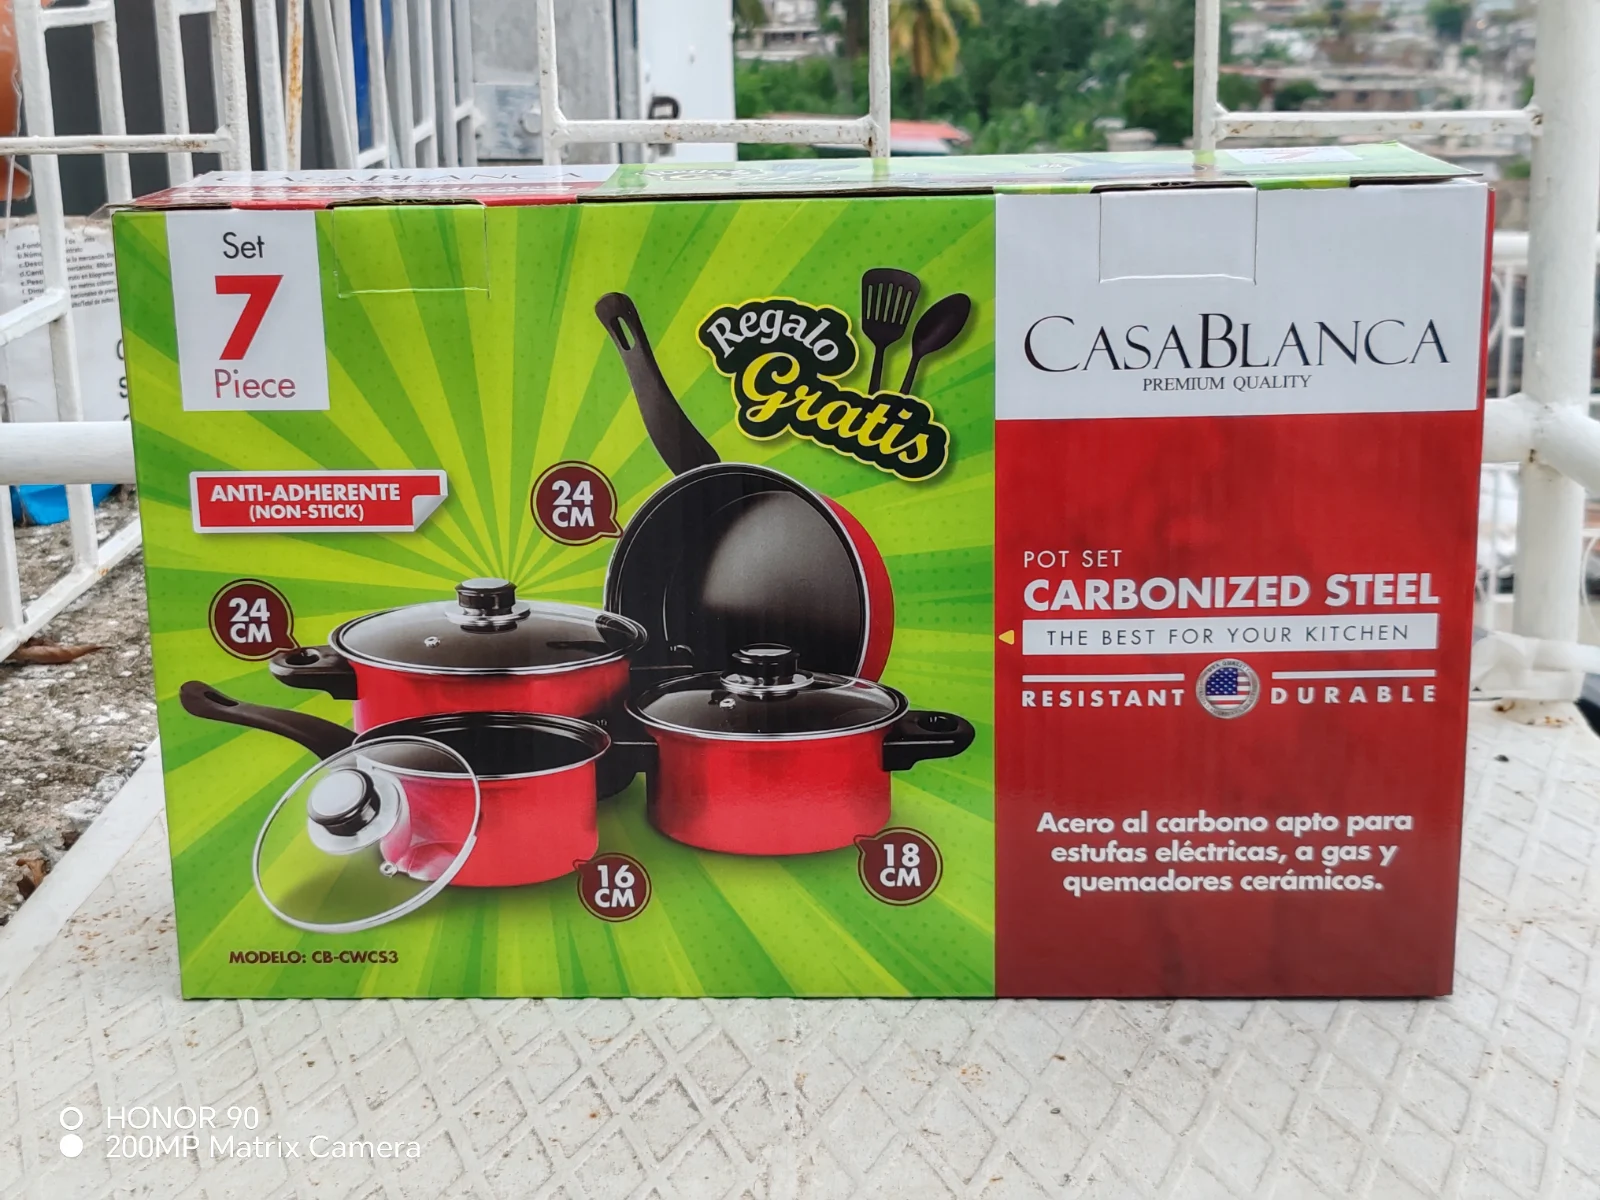 CASABLANCA
Set
7
Piece
ANTI-ADHERENTE
(NON-STICK)
Regalo
Gratis
24
CM
24
CM
16
CM
18
CM
MODELO: CB-CWCS3
CASABLANCA
PREMIUM QUALITY
POT SET
CARBONIZED STEEL
THE BEST FOR YOUR KITCHEN
RESISTANT DURABLE
Acero al carbono apto para
estufas eléctricas, a gas y
quemadores cerámicos.
HONOR 90
200MP Matrix Camera